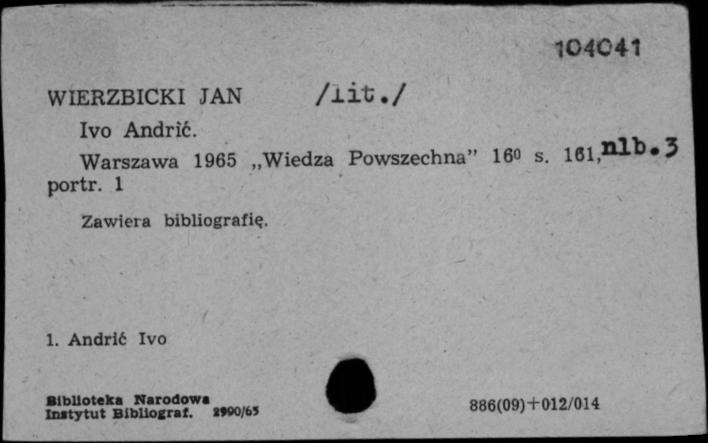 104041
WIERZBICKI JAN /lit./
Ivo Andrić.
Warszawa 1965 „Wiedza Powszechna” 16⁰ s. 161, nlb.3
portr. 1
Zawiera bibliografię.
1. Andrić Ivo
Biblioteka Narodowa
Instytut Bibliograf. 2990/65
886(09)+012/014